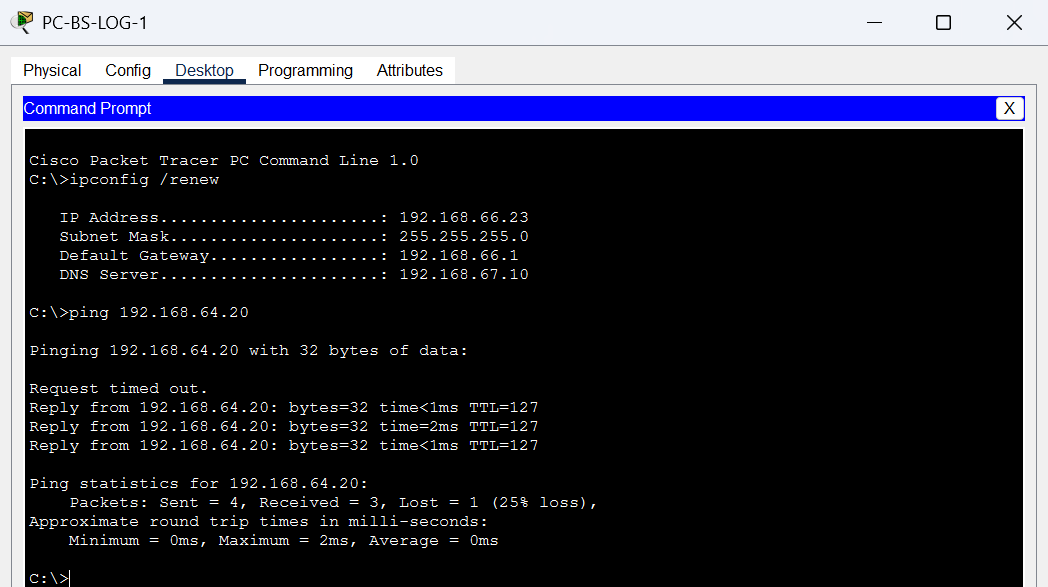 PC-BS-LOG-1
Physical Config Desktop Programming Attributes
Command Prompt X
Cisco Packet Tracer PC Command Line 1.0
C:\>ipconfig /renew
IP Address......................: 192.168.66.23
Subnet Mask.....................: 255.255.255.0
Default Gateway.................: 192.168.66.1
DNS Server......................: 192.168.67.10
C:\>ping 192.168.64.20
Pinging 192.168.64.20 with 32 bytes of data:
Request timed out.
Reply from 192.168.64.20: bytes=32 time<1ms TTL=127
Reply from 192.168.64.20: bytes=32 time=2ms TTL=127
Reply from 192.168.64.20: bytes=32 time<1ms TTL=127
Ping statistics for 192.168.64.20:
Packets: Sent = 4, Received = 3, Lost = 1 (25% loss),
Approximate round trip times in milli-seconds:
Minimum = 0ms, Maximum = 2ms, Average = 0ms
C:\>